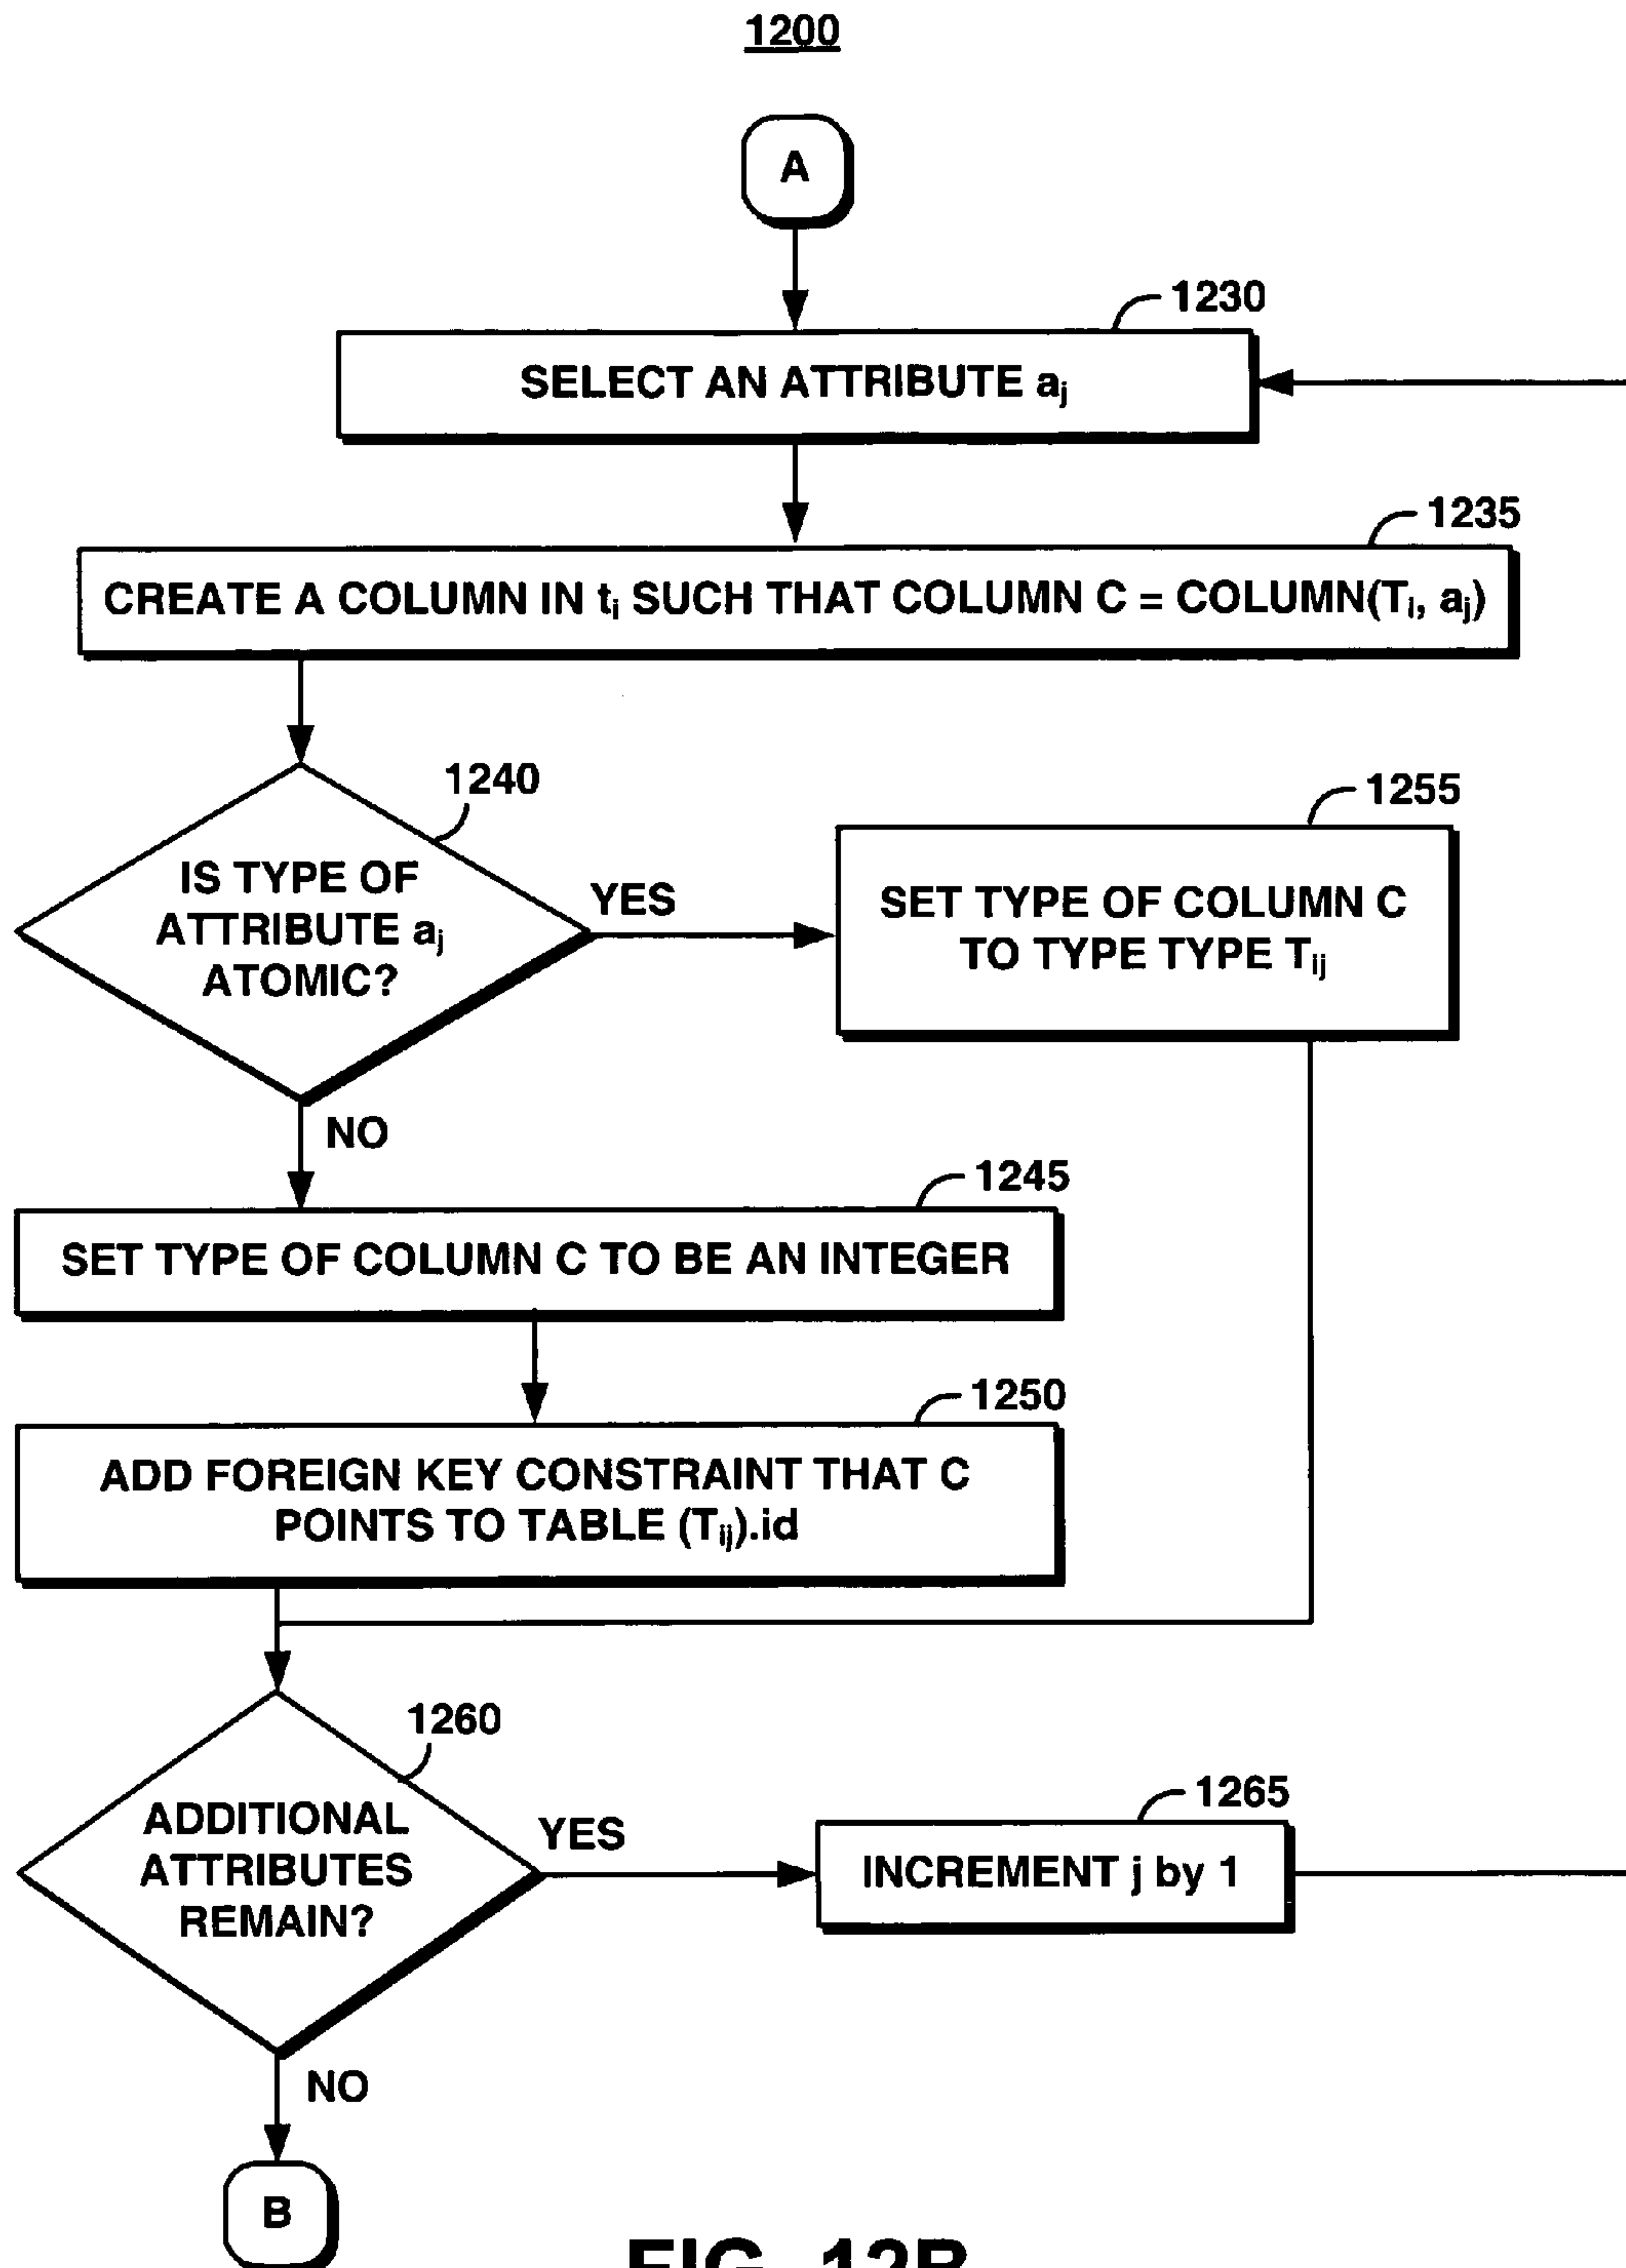 1200
A
1230
SELECT AN ATTRIBUTE aj
1235
CREATE A COLUMN IN ti SUCH THAT COLUMN C = COLUMN(Ti, aj)
1240
IS TYPE OF
ATTRIBUTE aj
ATOMIC?
YES
1255
SET TYPE OF COLUMN C
TO TYPE TYPE Tij
NO
1245
SET TYPE OF COLUMN C TO BE AN INTEGER
1250
ADD FOREIGN KEY CONSTRAINT THAT C
POINTS TO TABLE (Tij).id
1260
ADDITIONAL
ATTRIBUTES
REMAIN?
YES
1265
INCREMENT j by 1
NO
B
FIG. 12B